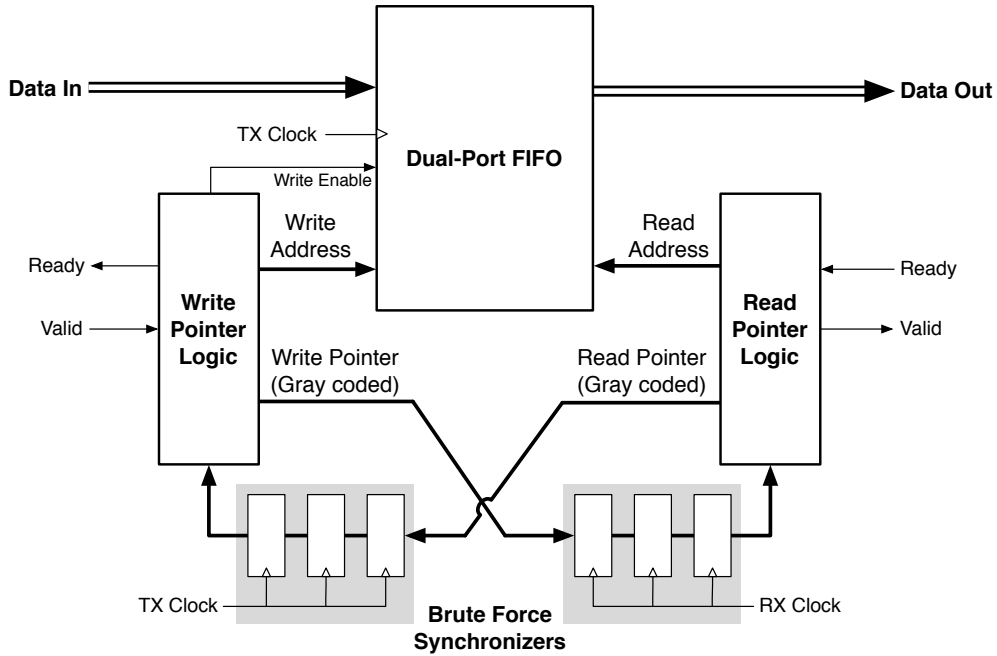 Data In
Data Out
TX Clock
Dual-Port FIFO
Write Enable
Write
Address
Read
Address
Ready
Ready
Write
Pointer
Logic
Read
Pointer
Logic
Valid
Valid
Write Pointer
(Gray coded)
Read Pointer
(Gray coded)
TX Clock
RX Clock
Brute Force
Synchronizers